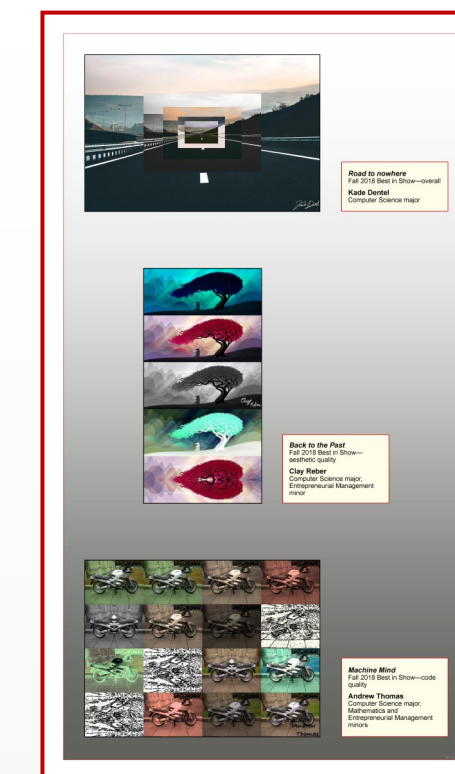 Road to nowhere
Fall 2018 Best in Show—overall
Kade Dentel
Computer Science major
Back to the Past
Fall 2018 Best in Show—
aesthetic quality
Clay Reber
Computer Science major,
Entrepreneurial Management
minor
Machine Mind
Fall 2018 Best in Show—code
quality
Andrew Thomas
Computer Science major,
Mathematics and
Entrepreneurial Management
minors
Thomas